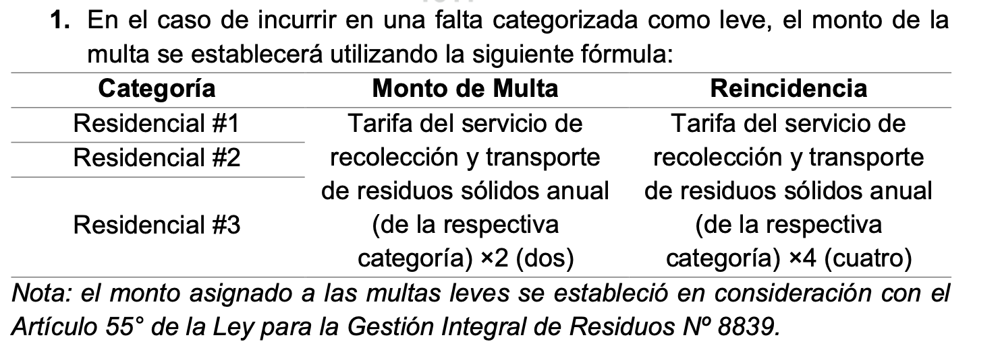 1. En el caso de incurrir en una falta categorizada como leve, el monto de la
multa se establecerá utilizando la siguiente fórmula:
Categoría Monto de Multa Reincidencia
Residencial #1 Tarifa del servicio de Tarifa del servicio de
Residencial #2 recolección y transporte recolección y transporte
de residuos sólidos anual de residuos sólidos anual
Residencial #3 (de la respectiva (de la respectiva
categoría) ×2 (dos) categoría) ×4 (cuatro)
Nota: el monto asignado a las multas leves se estableció en consideración con el
Artículo 55° de la Ley para la Gestión Integral de Residuos Nº 8839.